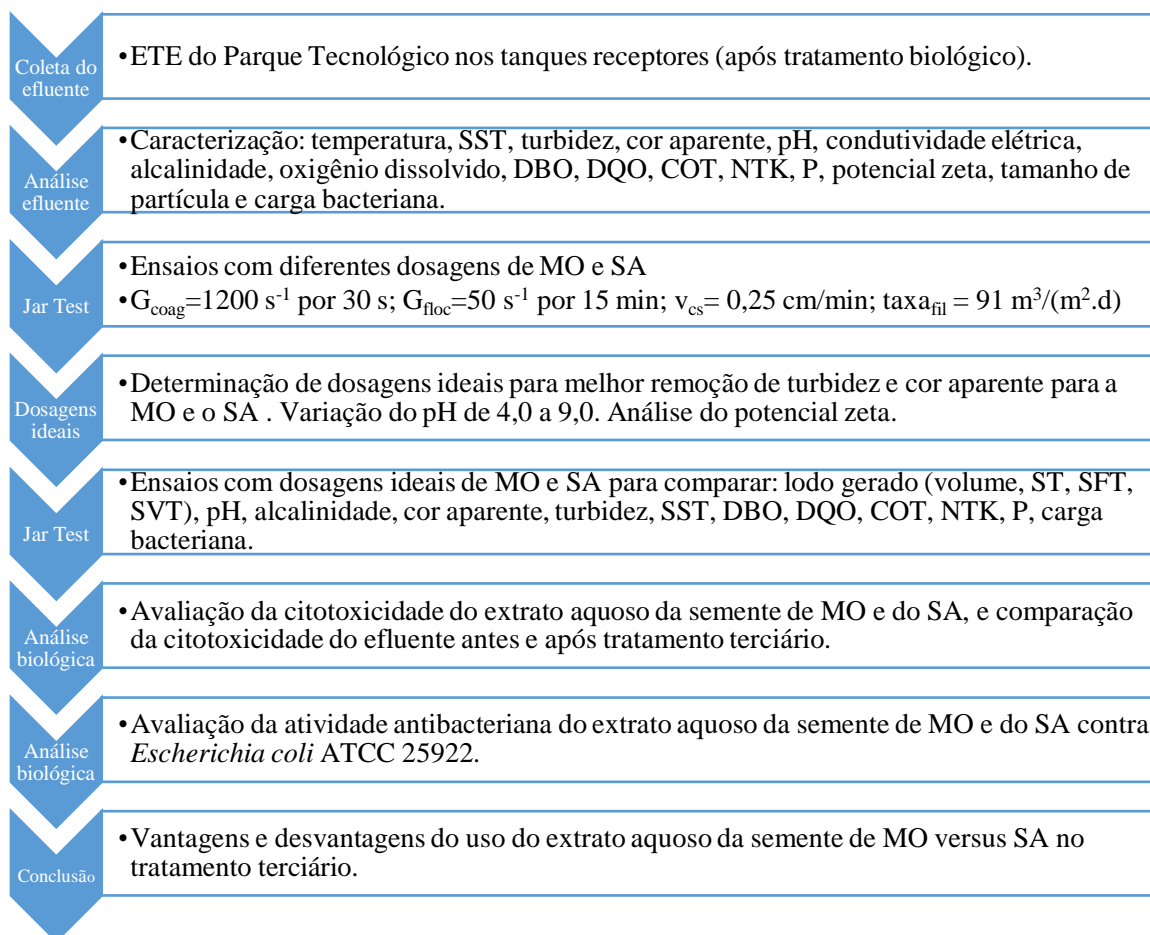 Coleta do
efluente
•ETE do Parque Tecnológico nos tanques receptores (após tratamento biológico).
Análise
efluente
•Caracterização: temperatura, SST, turbidez, cor aparente, pH, condutividade elétrica,
alcalinidade, oxigênio dissolvido, DBO, DQO, COT, NTK, P, potencial zeta, tamanho de
partícula e carga bacteriana.
Jar Test
•Ensaios com diferentes dosagens de MO e SA
•Gcoag=1200 s-1 por 30 s; Gfloc=50 s-1 por 15 min; vcs= 0,25 cm/min; taxafil = 91 m3/(m2.d)
Dosagens
ideais
•Determinação de dosagens ideais para melhor remoção de turbidez e cor aparente para a
MO e o SA . Variação do pH de 4,0 a 9,0. Análise do potencial zeta.
Jar Test
•Ensaios com dosagens ideais de MO e SA para comparar: lodo gerado (volume, ST, SFT,
SVT), pH, alcalinidade, cor aparente, turbidez, SST, DBO, DQO, COT, NTK, P, carga
bacteriana.
Análise
biológica
•Avaliação da citotoxicidade do extrato aquoso da semente de MO e do SA, e comparação
da citotoxicidade do efluente antes e após tratamento terciário.
Análise
biológica
•Avaliação da atividade antibacteriana do extrato aquoso da semente de MO e do SA contra
Escherichia coli ATCC 25922.
Conclusão
•Vantagens e desvantagens do uso do extrato aquoso da semente de MO versus SA no
tratamento terciário.